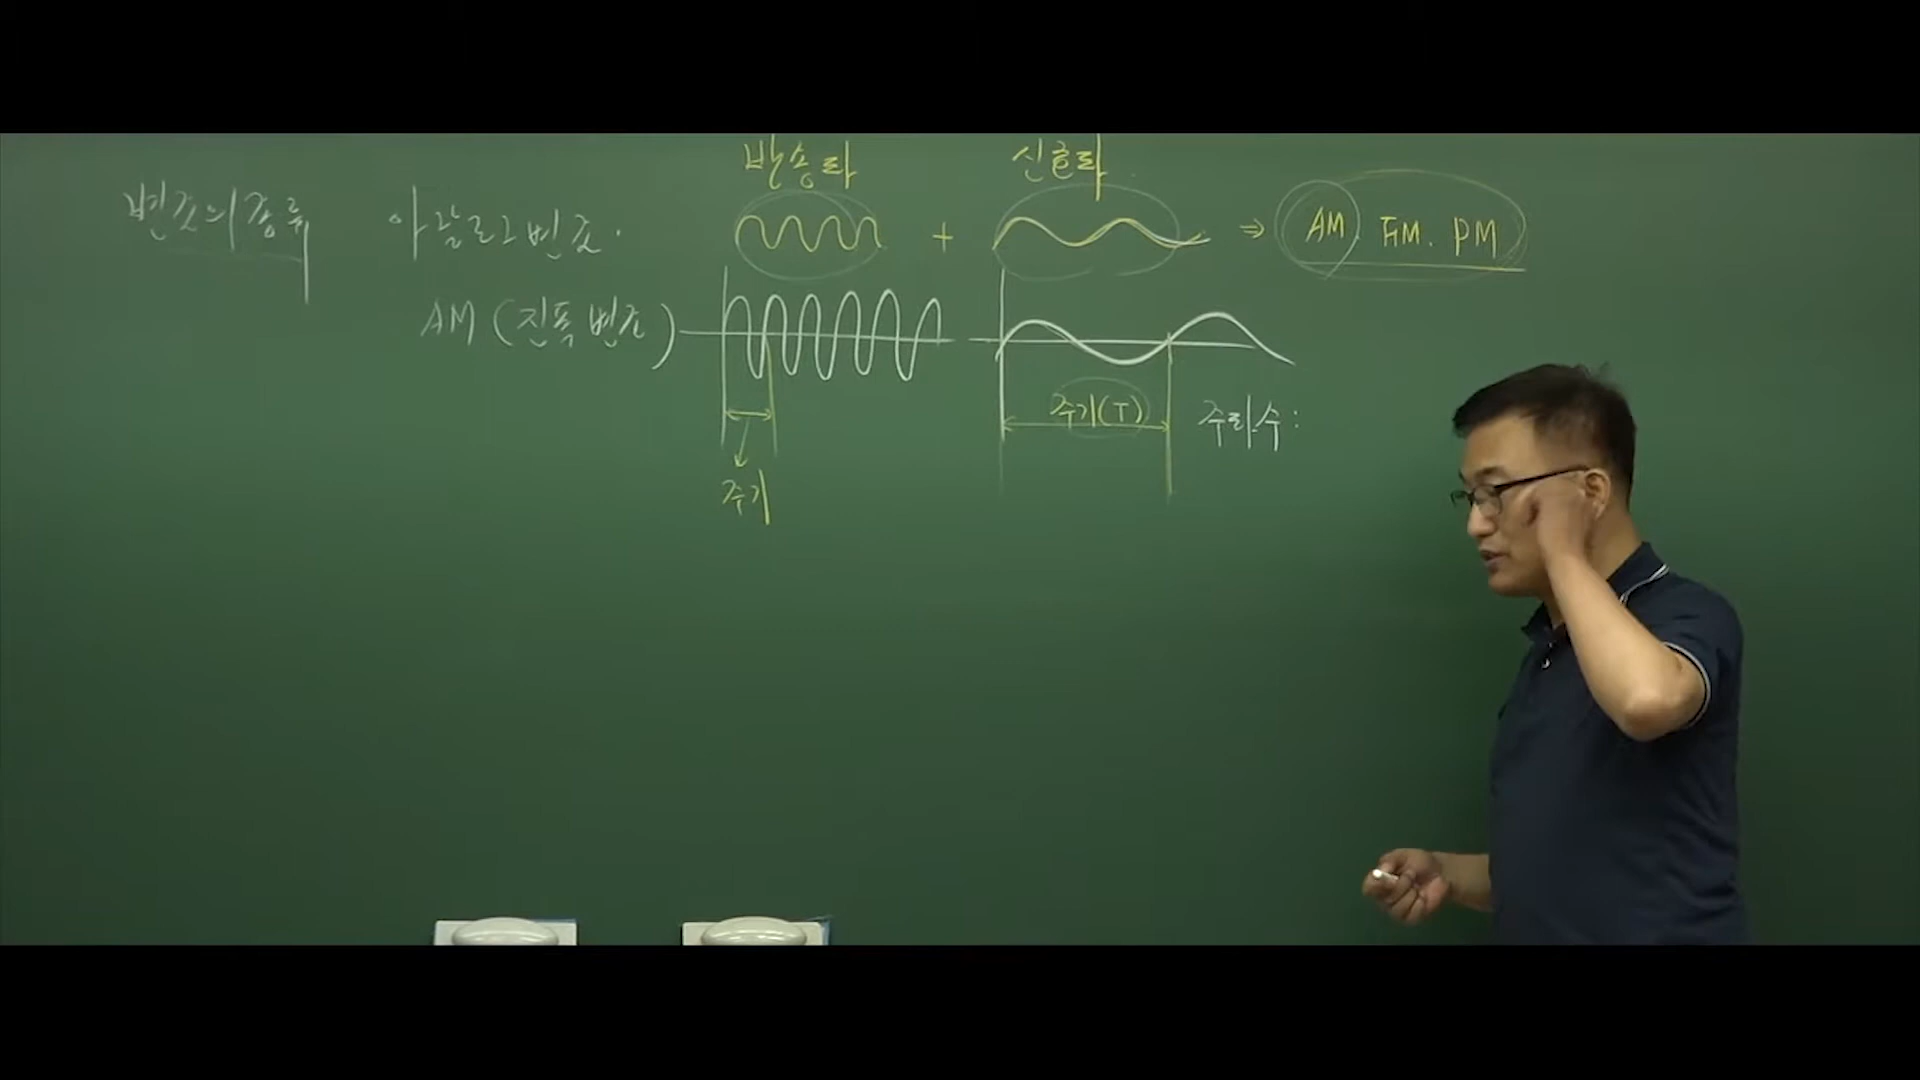 반송파 신호파
변조의 종류 아날로그 변조. + ⇒ AM. FM. PM
AM (진폭 변조)
주기(T) 주파수 :
주기